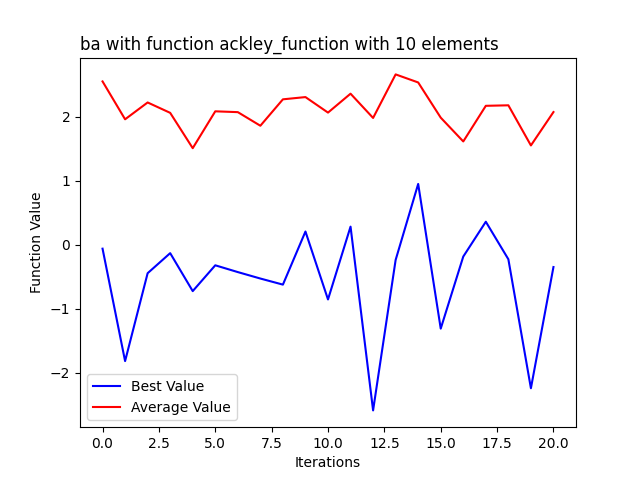 ba with function ackley_function with 10 elements
Function Value
2
1
0
−1
−2
Best Value
Average Value
0.0 2.5 5.0 7.5 10.0 12.5 15.0 17.5 20.0
Iterations